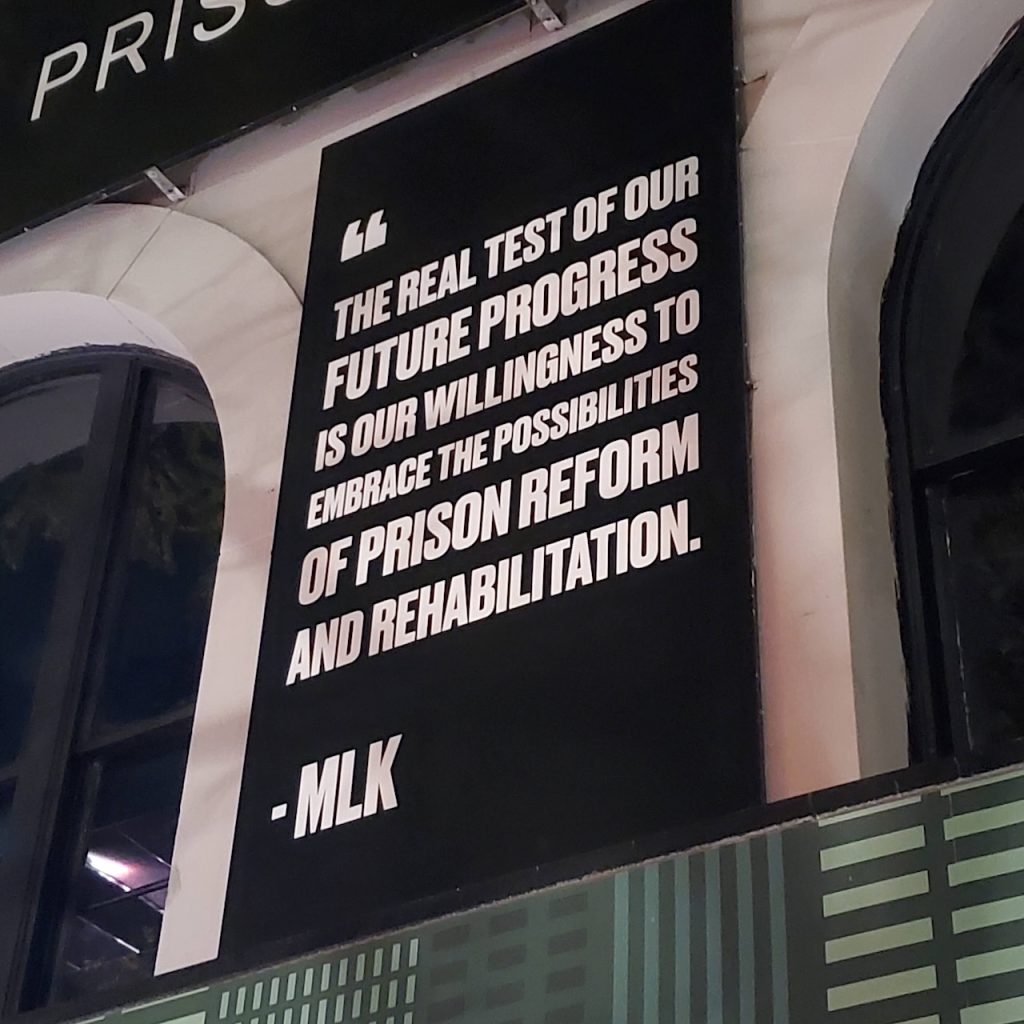 PRISO
“
THE REAL TEST OF OUR
FUTURE PROGRESS
IS OUR WILLINGNESS TO
EMBRACE THE POSSIBILITIES
OF PRISON REFORM
AND REHABILITATION.
- MLK